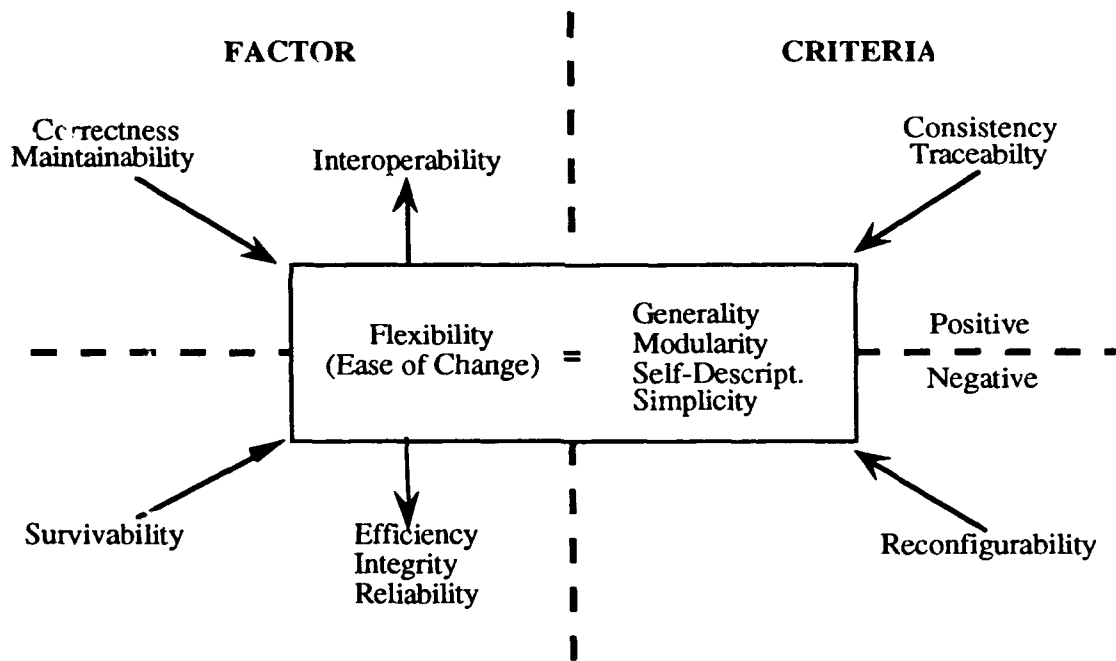 FACTOR
CRITERIA
Correctness
Maintainability
Interoperability
Consistency
Traceabilty
Flexibility
(Ease of Change)
=
Generality
Modularity
Self-Descript.
Simplicity
Positive
Negative
Survivability
Efficiency
Integrity
Reliability
Reconfigurability